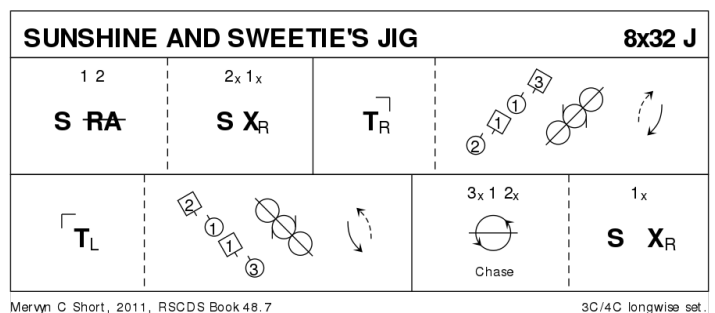 SUNSHINE AND SWEETIE'S JIG 8x32 J
1 2 2x 1x
S RA S XR TR 2 1 1 3
TL 2 1 1 3 3x 1 2x 1x
Chase S XR
Mervyn C Short, 2011, RSCDS Book 48.7 3C/4C longwise set.